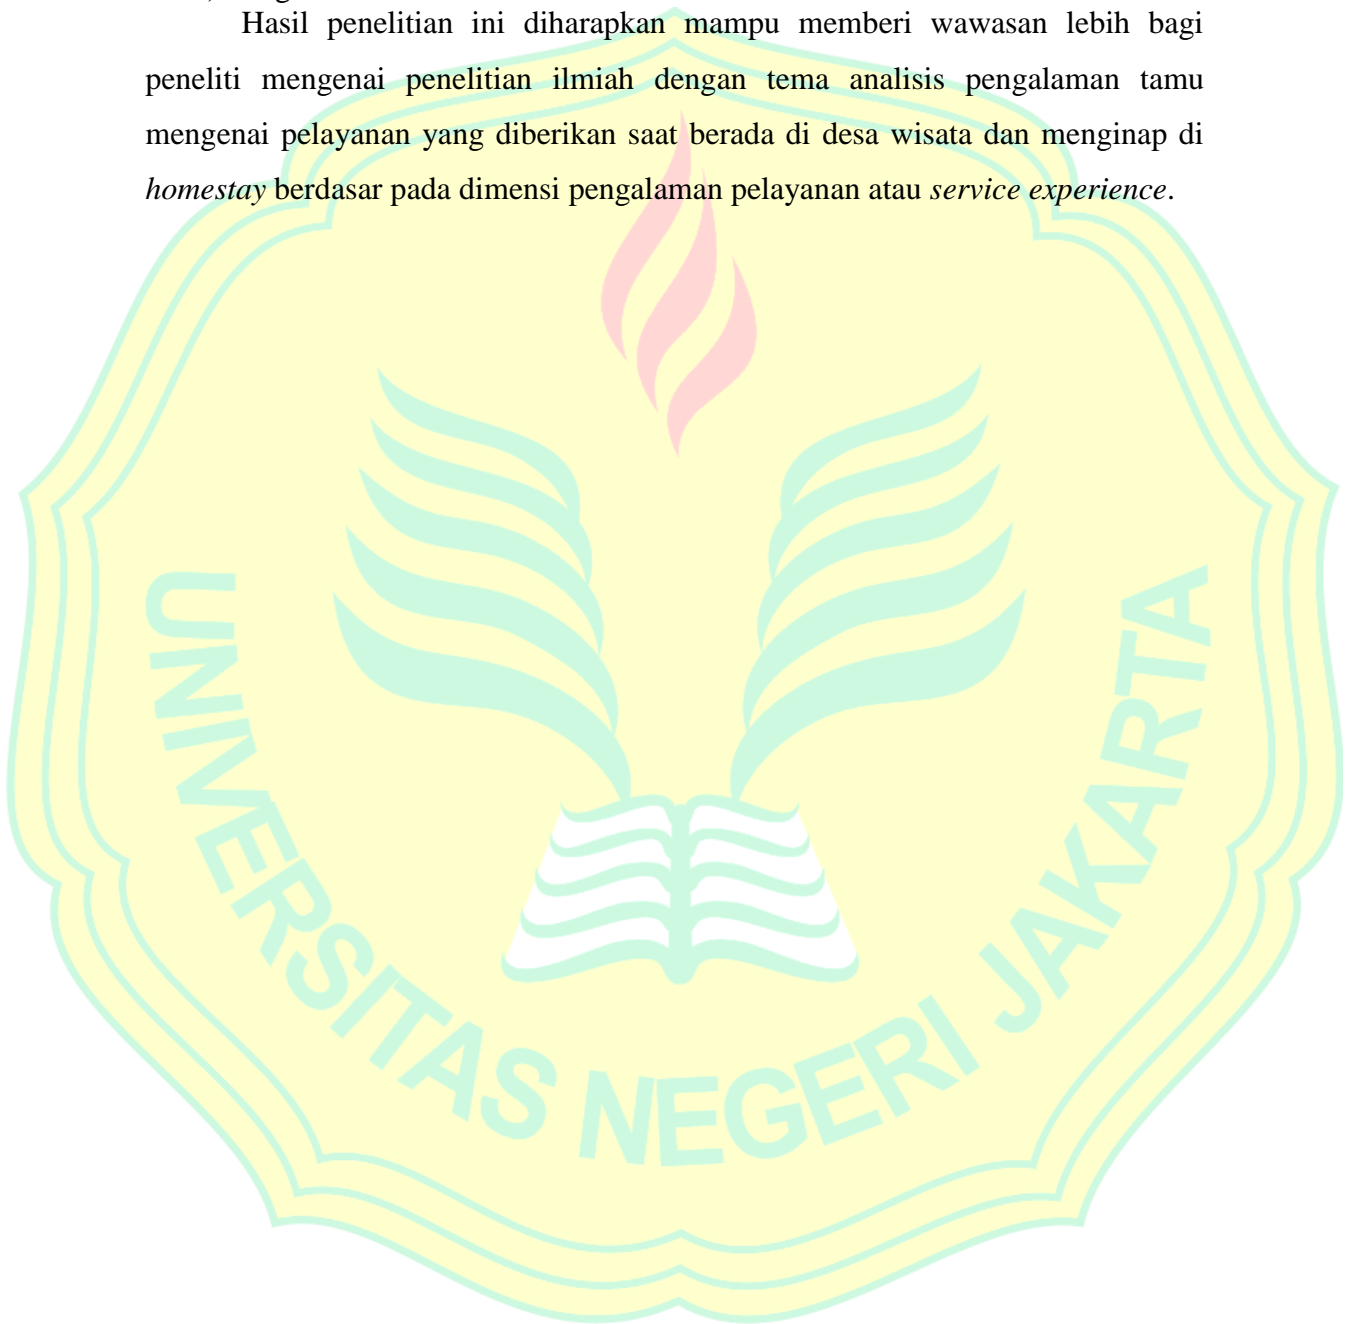 Hasil penelitian ini diharapkan mampu memberi wawasan lebih bagi
peneliti mengenai penelitian ilmiah dengan tema analisis pengalaman tamu
mengenai pelayanan yang diberikan saat berada di desa wisata dan menginap di
homestay berdasar pada dimensi pengalaman pelayanan atau service experience.
UNIVERSITAS NEGERI JAKARTA